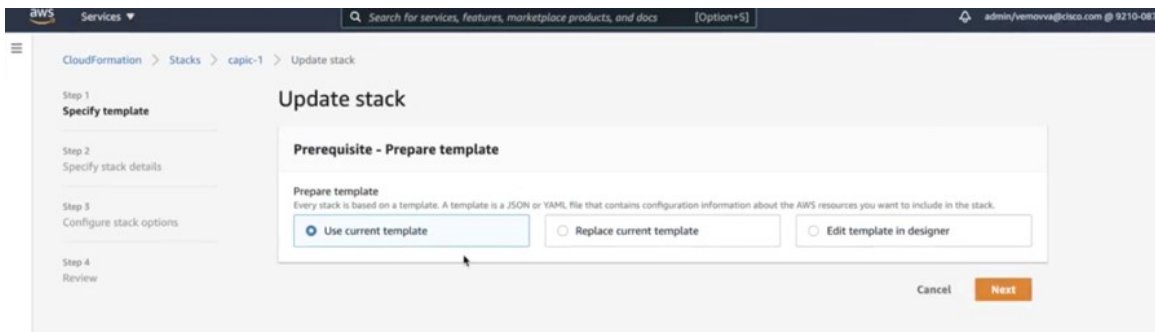 aws Services ▼ Search for services, features, marketplace products, and docs [Option+S] admin/vemovva@cisco.com @ 9210-087
CloudFormation > Stacks > capic-1 > Update stack
Step 1
Specify template
Step 2
Specify stack details
Step 3
Configure stack options
Step 4
Review
Update stack
Prerequisite - Prepare template
Prepare template
Every stack is based on a template. A template is a JSON or YAML file that contains configuration information about the AWS resources you want to include in the stack.
Use current template Replace current template Edit template in designer
Cancel Next